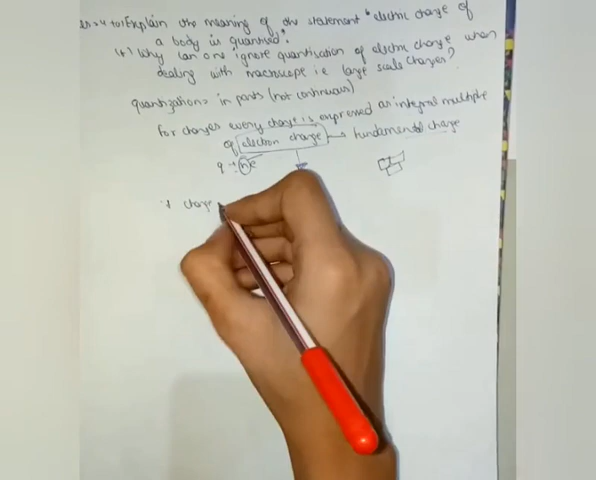 Explain the meaning of the statement "electric charge of
a body is quantised".
Why can one ignore quantisation of electric charge when
dealing with macroscopic i.e large scale charges?
quantization = in parts (not continuous)
for charges every charge is expressed as integral multiple
of electron charge → fundamental charge
ne
charge